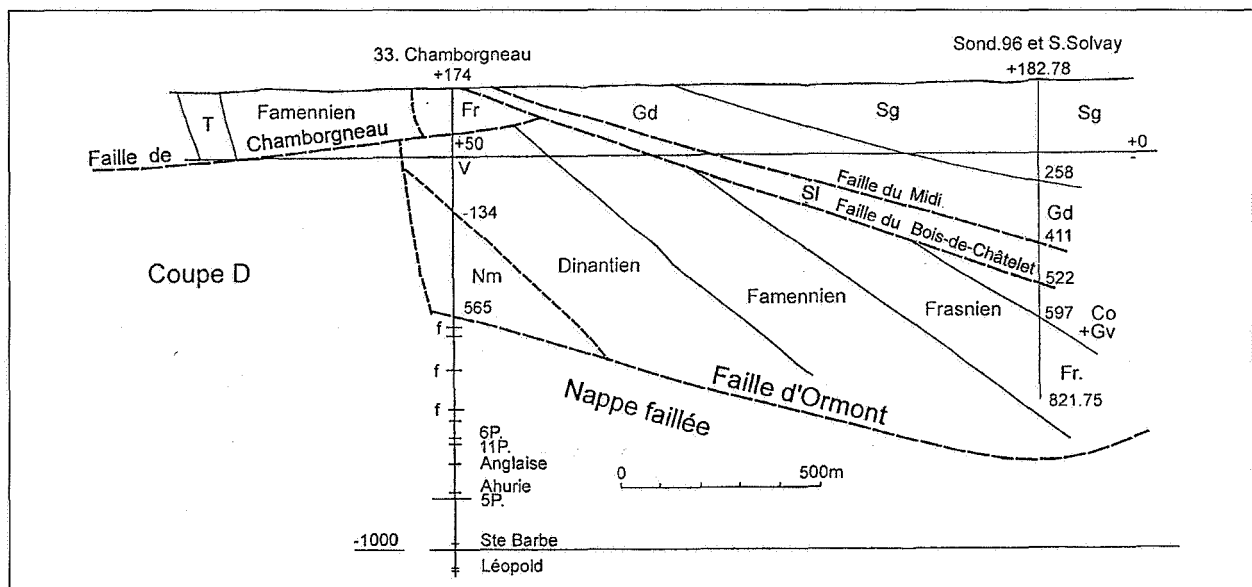 33. Chamborgneau
+174
Sond.96 et S.Solvay
+182.78
T
Famennien
Fr
Gd
Sg
Sg
Faille de Chamborgneau
+50
+0
-
V
258
Faille du Midi
SI
Gd
Faille du Bois-de-Châtelet
411
-134
522
Coupe D
Nm
Dinantien
Famennien
Frasnien
565
597
Co
+Gv
f
f
f
Faille d'Ormont
Fr.
821.75
Nappe faillée
6P.
11P.
Anglaise
Ahurie
5P.
0
500m
-1000
Ste Barbe
Léopold